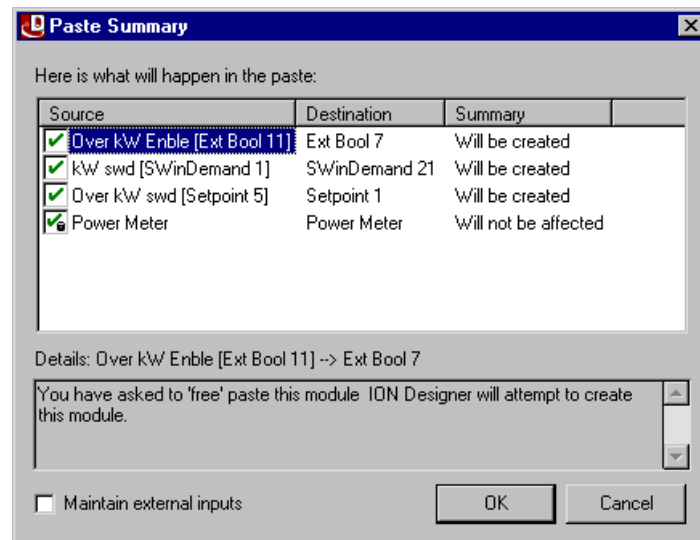 Paste Summary
Here is what will happen in the paste:
Source Destination Summary
Over kW Enble [Ext Bool 11] Ext Bool 7 Will be created
kW swd [SWinDemand 1] SWinDemand 21 Will be created
Over kW swd [Setpoint 5] Setpoint 1 Will be created
Power Meter Power Meter Will not be affected
Details: Over kW Enble [Ext Bool 11] --> Ext Bool 7
You have asked to 'free' paste this module ION Designer will attempt to create
this module.
Maintain external inputs OK Cancel